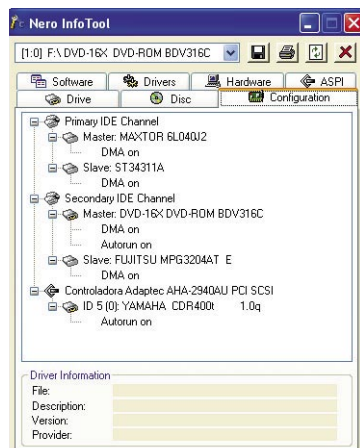 Nero InfoTool
[1:0] F:\ DVD-16X DVD-ROM BDV316C
Software Drivers Hardware ASPI
Drive Disc Configuration
Primary IDE Channel
Master: MAXTOR 6L040J2
DMA on
Slave: ST34311A
DMA on
Secondary IDE Channel
Master: DVD-16X DVD-ROM BDV316C
DMA on
Autorun on
Slave: FUJITSU MPG3204AT E
DMA on
Controladora Adaptec AHA-2940AU PCI SCSI
ID 5 (0): YAMAHA CDR400t 1.0q
Autorun on
Driver Information
File:
Description:
Version:
Provider: